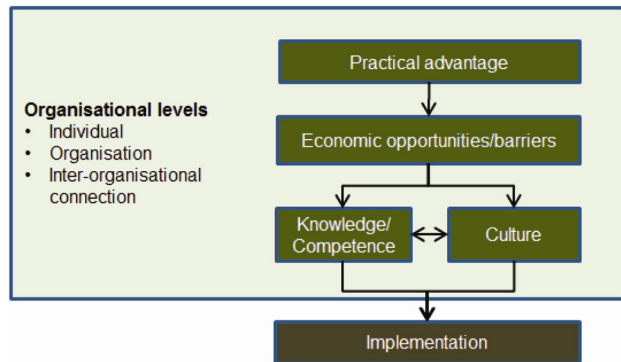 Practical advantage
Organisational levels
• Individual
• Organisation
• Inter-organisational
connection
Economic opportunities/barriers
Knowledge/
Competence
Culture
Implementation